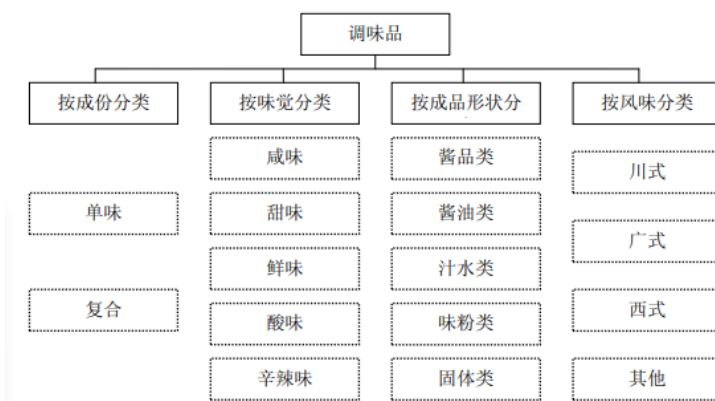 调味品
按成份分类
按味觉分类
按成品形状分
按风味分类
单味
复合
咸味
甜味
鲜味
酸味
辛辣味
酱品类
酱油类
汁水类
味粉类
固体类
川式
广式
西式
其他